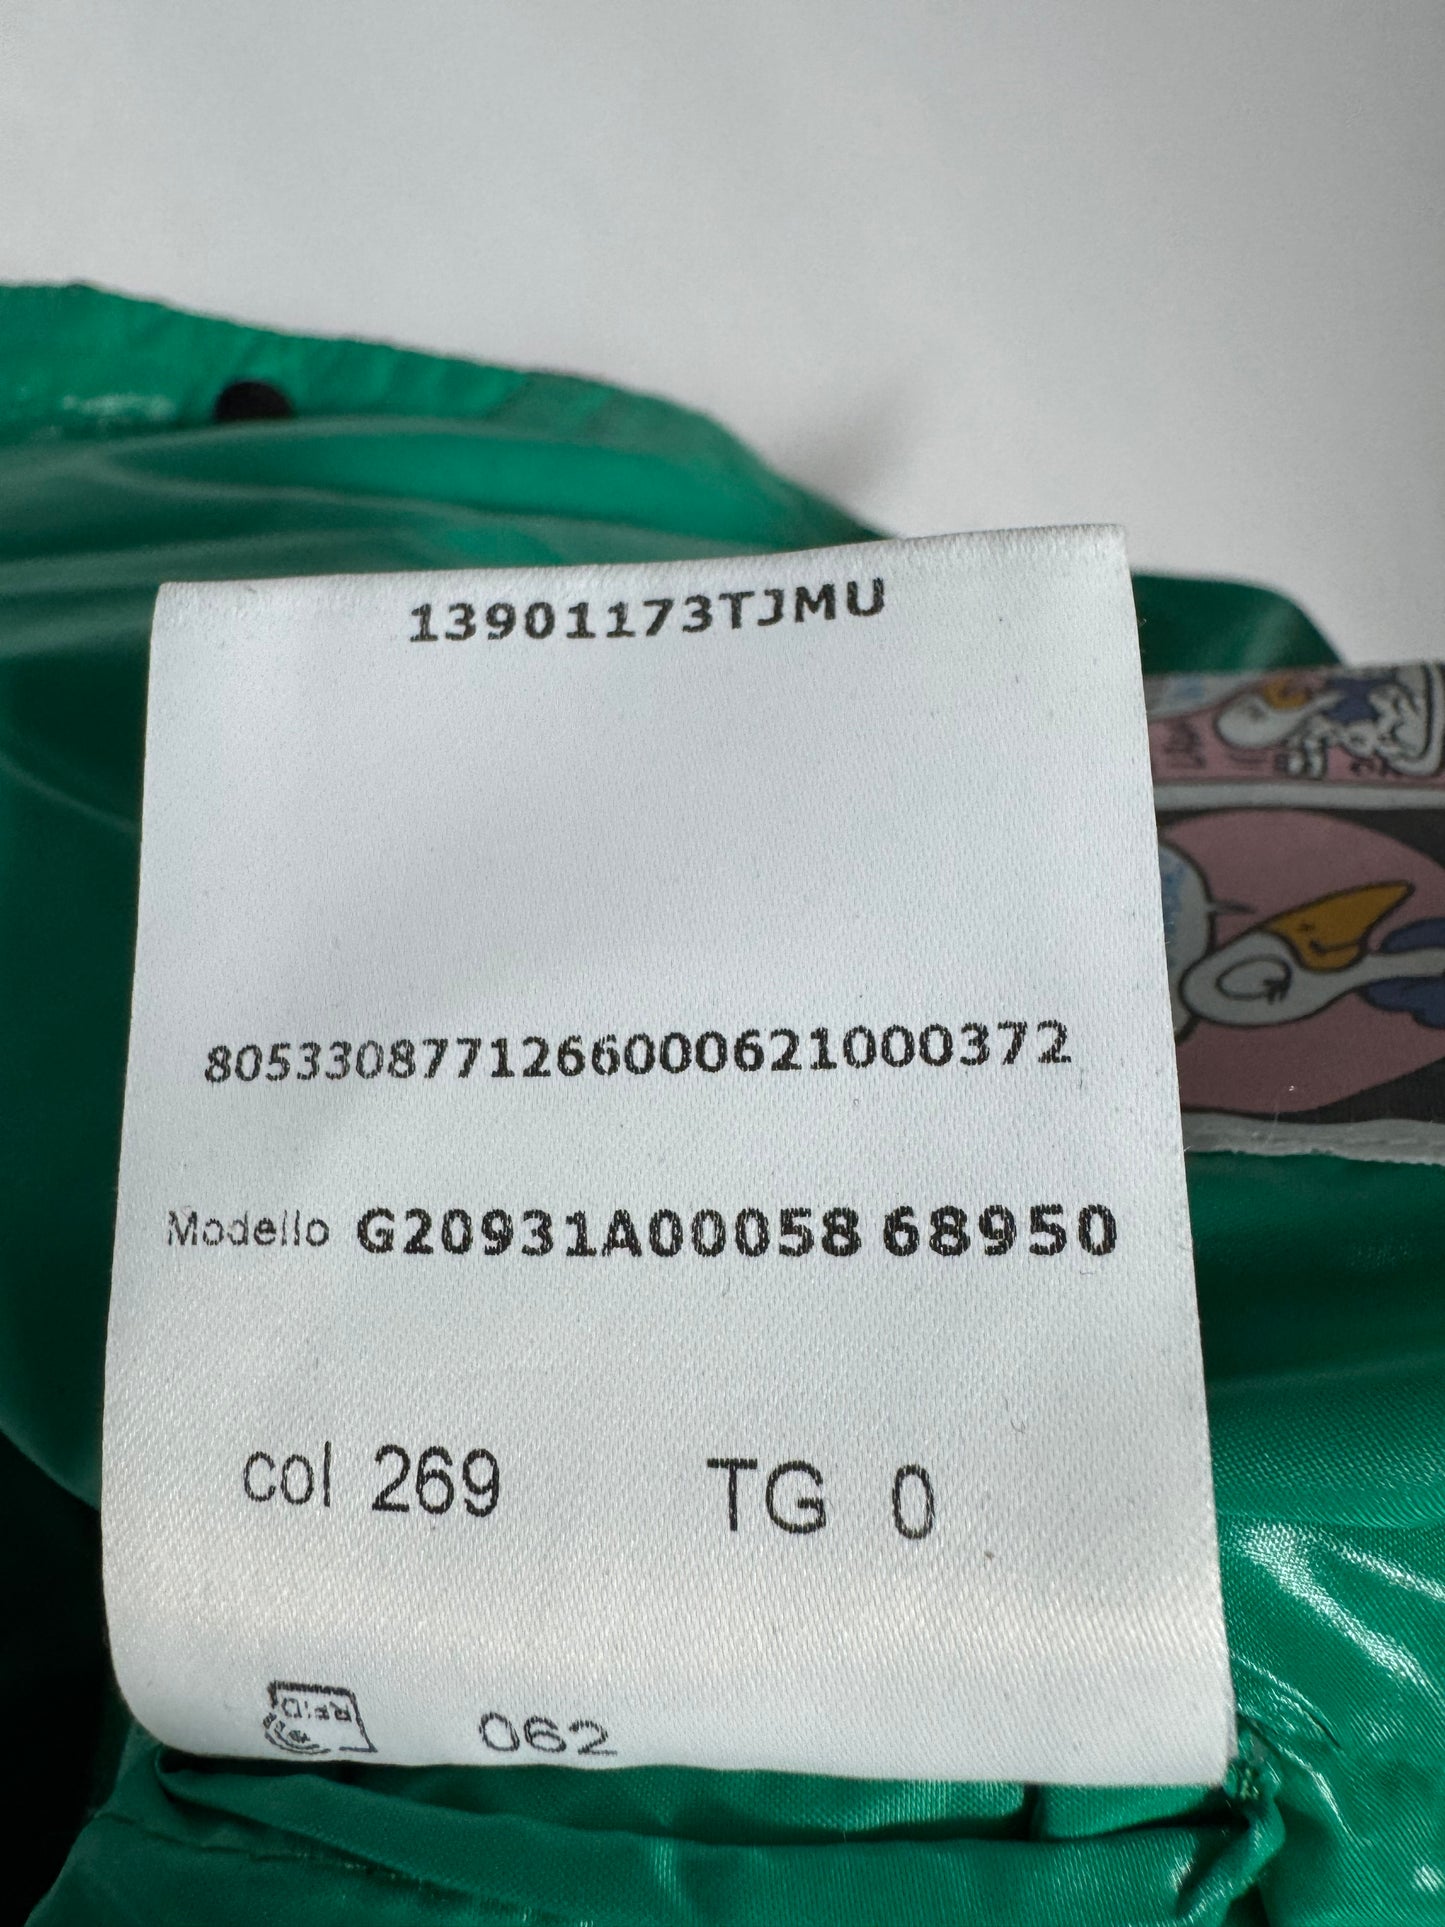 13901173TJMU
8053308771266000621000372
Modello G20931A00058 68950
col 269 TG 0
RFID
062